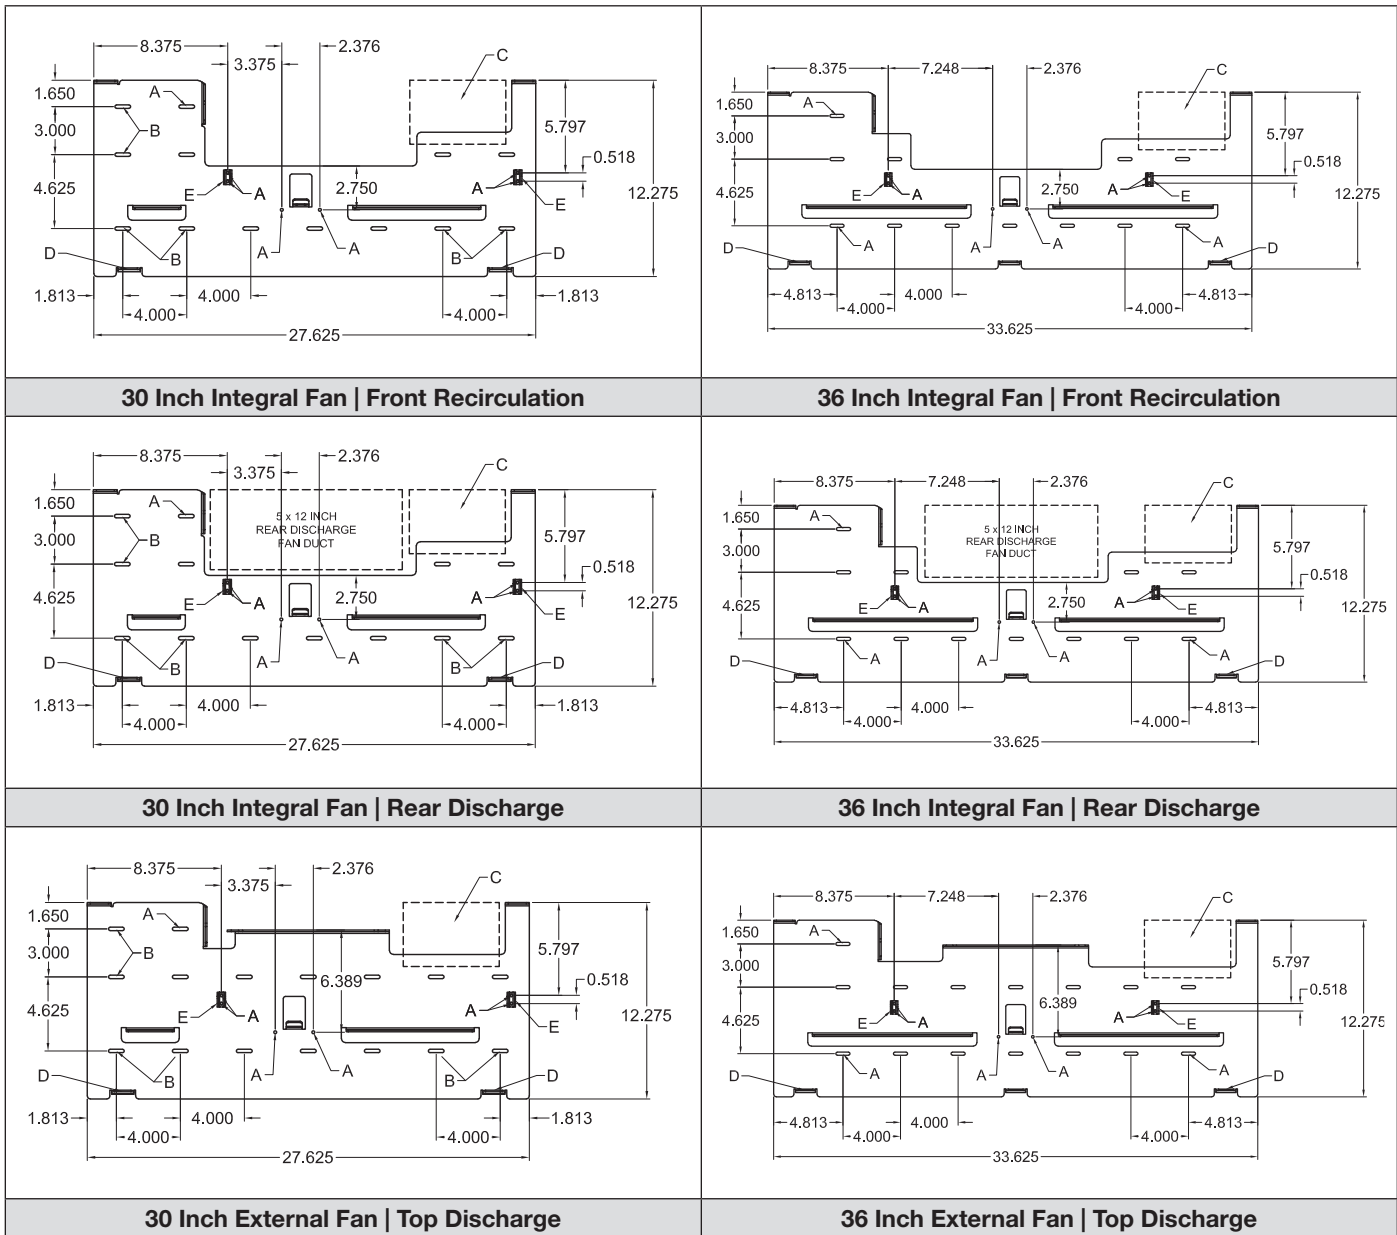 8.375
3.375
2.376
C
1.650
A
3.000
B
5.797
0.518
4.625
E
A
2.750
A
E
12.275
D
B
A
A
B
D
1.813
4.000
4.000
4.000
1.813
27.625
30 Inch Integral Fan | Front Recirculation
8.375
7.248
2.376
C
1.650
A
3.000
5.797
0.518
4.625
E
A
2.750
A
E
12.275
D
A
A
A
A
D
4.813
4.000
4.000
4.000
4.813
33.625
36 Inch Integral Fan | Front Recirculation
8.375
3.375
2.376
C
1.650
A
3.000
B
5 x 12 INCH
REAR DISCHARGE
FAN DUCT
5.797
0.518
4.625
E
A
2.750
A
E
12.275
D
B
A
A
B
D
1.813
4.000
4.000
4.000
1.813
27.625
30 Inch Integral Fan | Rear Discharge
8.375
7.248
2.376
C
1.650
A
3.000
5 x 12 INCH
REAR DISCHARGE
FAN DUCT
5.797
0.518
4.625
E
A
2.750
A
E
12.275
D
A
A
A
A
D
4.813
4.000
4.000
4.000
4.813
33.625
36 Inch Integral Fan | Rear Discharge
8.375
3.375
2.376
C
1.650
A
3.000
B
5.797
6.389
0.518
4.625
E
A
A
E
12.275
D
B
A
A
B
D
1.813
4.000
4.000
4.000
1.813
27.625
30 Inch External Fan | Top Discharge
8.375
7.248
2.376
C
1.650
A
3.000
5.797
0.518
4.625
E
A
6.389
A
E
12.275
D
A
A
A
A
D
4.813
4.000
4.000
4.000
4.813
33.625
36 Inch External Fan | Top Discharge